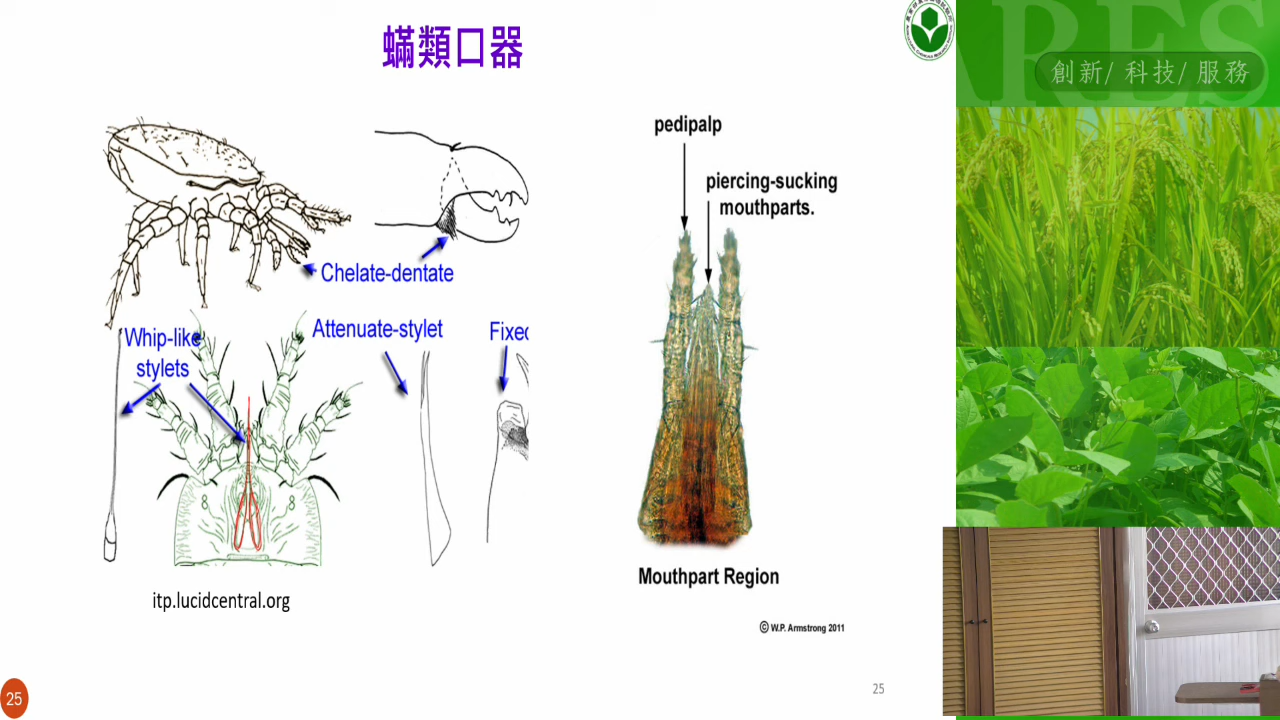 蟎類口器
創新/ 科技/ 服務
pedipalp
piercing-sucking
mouthparts.
Chelate-dentate
Whip-like
stylets
Attenuate-stylet
Fixed
Mouthpart Region
itp.lucidcentral.org
© W.P. Armstrong 2011
25
25